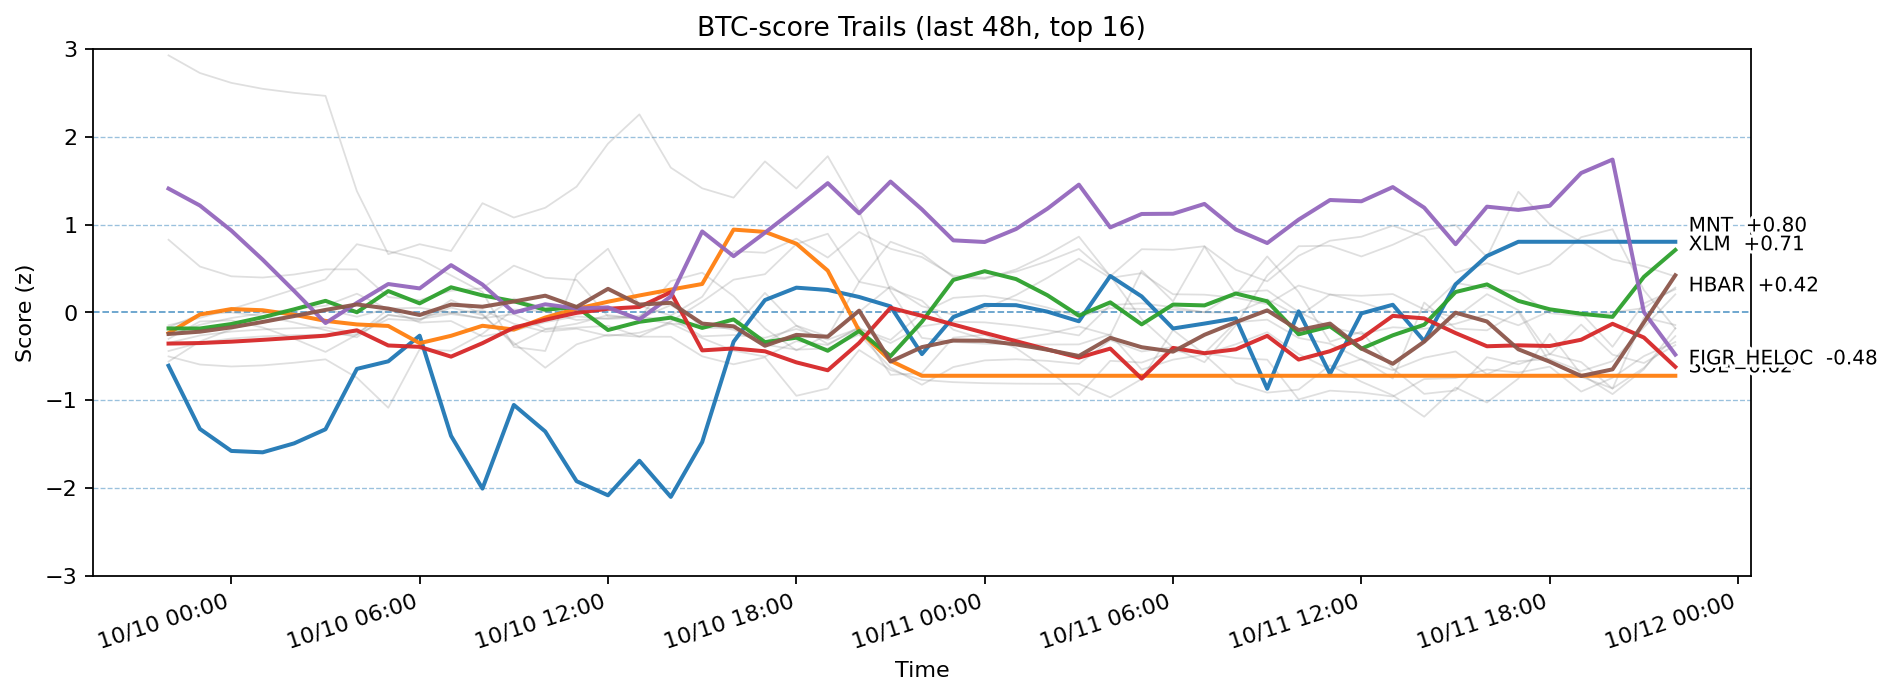 BTC-score Trails (last 48h, top 16)
Score (z)
3
2
1
0
−1
−2
−3
MNT +0.80
XLM +0.71
HBAR +0.42
FIGR_HELOC -0.48
10/10 00:00
10/10 06:00
10/10 12:00
10/10 18:00
10/11 00:00
10/11 06:00
10/11 12:00
10/11 18:00
10/12 00:00
Time